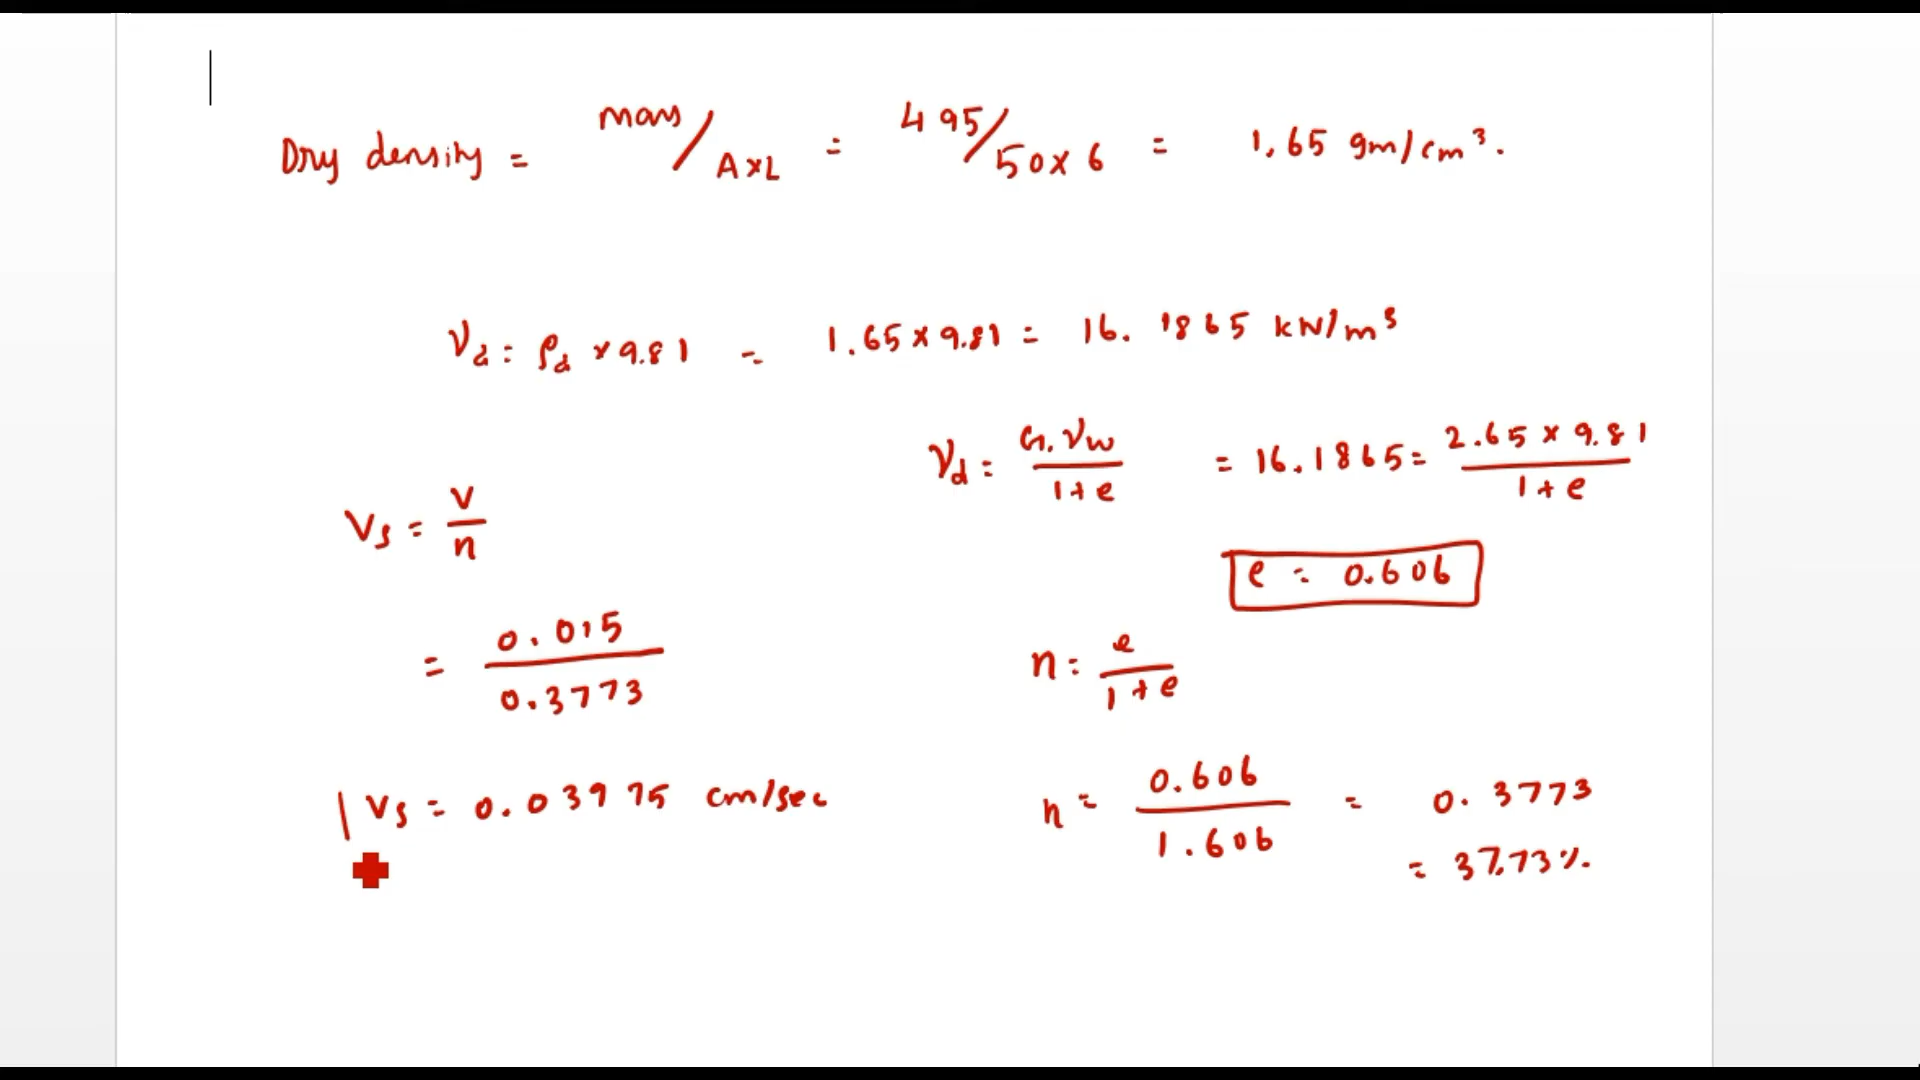 Dry density = mass/A×L = 495/50×6 = 1.65 gm/cm³.
γd = ρd × 9.81 = 1.65 × 9.81 = 16.1865 kN/m³
γd = G.γw/1+e = 16.1865 = 2.65 × 9.81/1+e
Vs = V/n
e = 0.606
= 0.015/0.3773
n = e/1+e
Vs = 0.03975 cm/sec
n = 0.606/1.606 = 0.3773
= 37.73%.